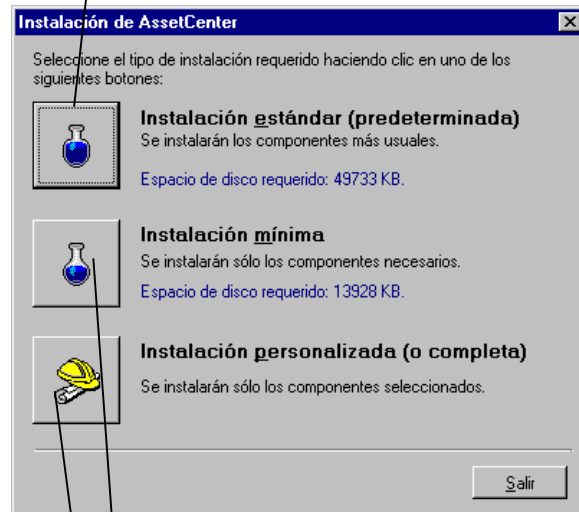 Instalación de AssetCenter
Seleccione el tipo de instalación requerido haciendo clic en uno de los
siguientes botones:
Instalación estándar (predeterminada)
Se instalarán los componentes más usuales.
Espacio de disco requerido: 49733 KB.
Instalación mínima
Se instalarán sólo los componentes necesarios.
Espacio de disco requerido: 13928 KB.
Instalación personalizada (o completa)
Se instalarán sólo los componentes seleccionados.
Salir